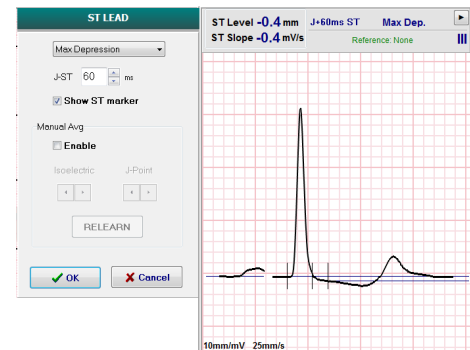 ST LEAD
Max Depression
J-ST 60 ms
Show ST marker
Manual Avg
Enable
Isoelectric J-Point
RELEARN
OK Cancel
ST Level -0.4 mm J+60ms ST Max Dep.
ST Slope -0.4 mV/s Reference: None III
10mm/mV 25mm/s